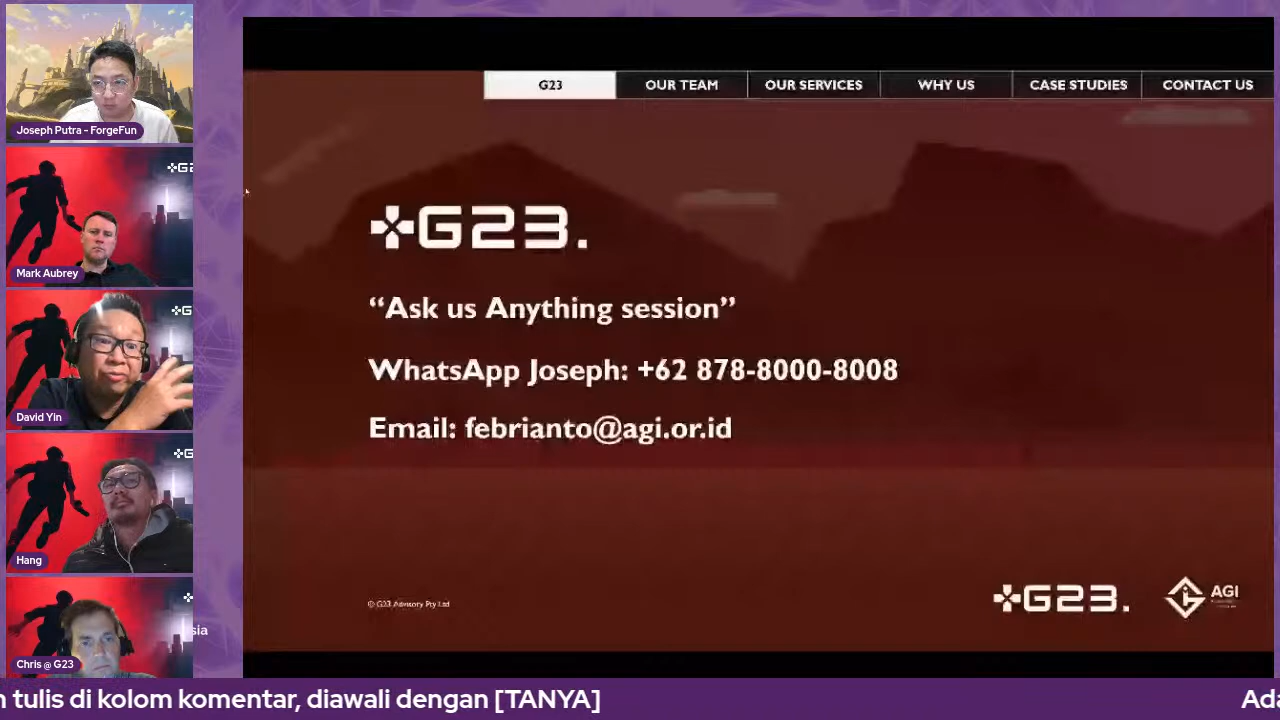 Joseph Putra - ForgeFun
Mark Aubrey
David Yin
Hang
Chris @ G23
G23
OUR TEAM
OUR SERVICES
WHY US
CASE STUDIES
CONTACT US
G23.
“Ask us Anything session”
WhatsApp Joseph: +62 878-8000-8008
Email: febrianto@agi.or.id
© G23 Advisory Pty Ltd
G23.
AGI
sia
n tulis di kolom komentar, diawali dengan [TANYA]
Ada